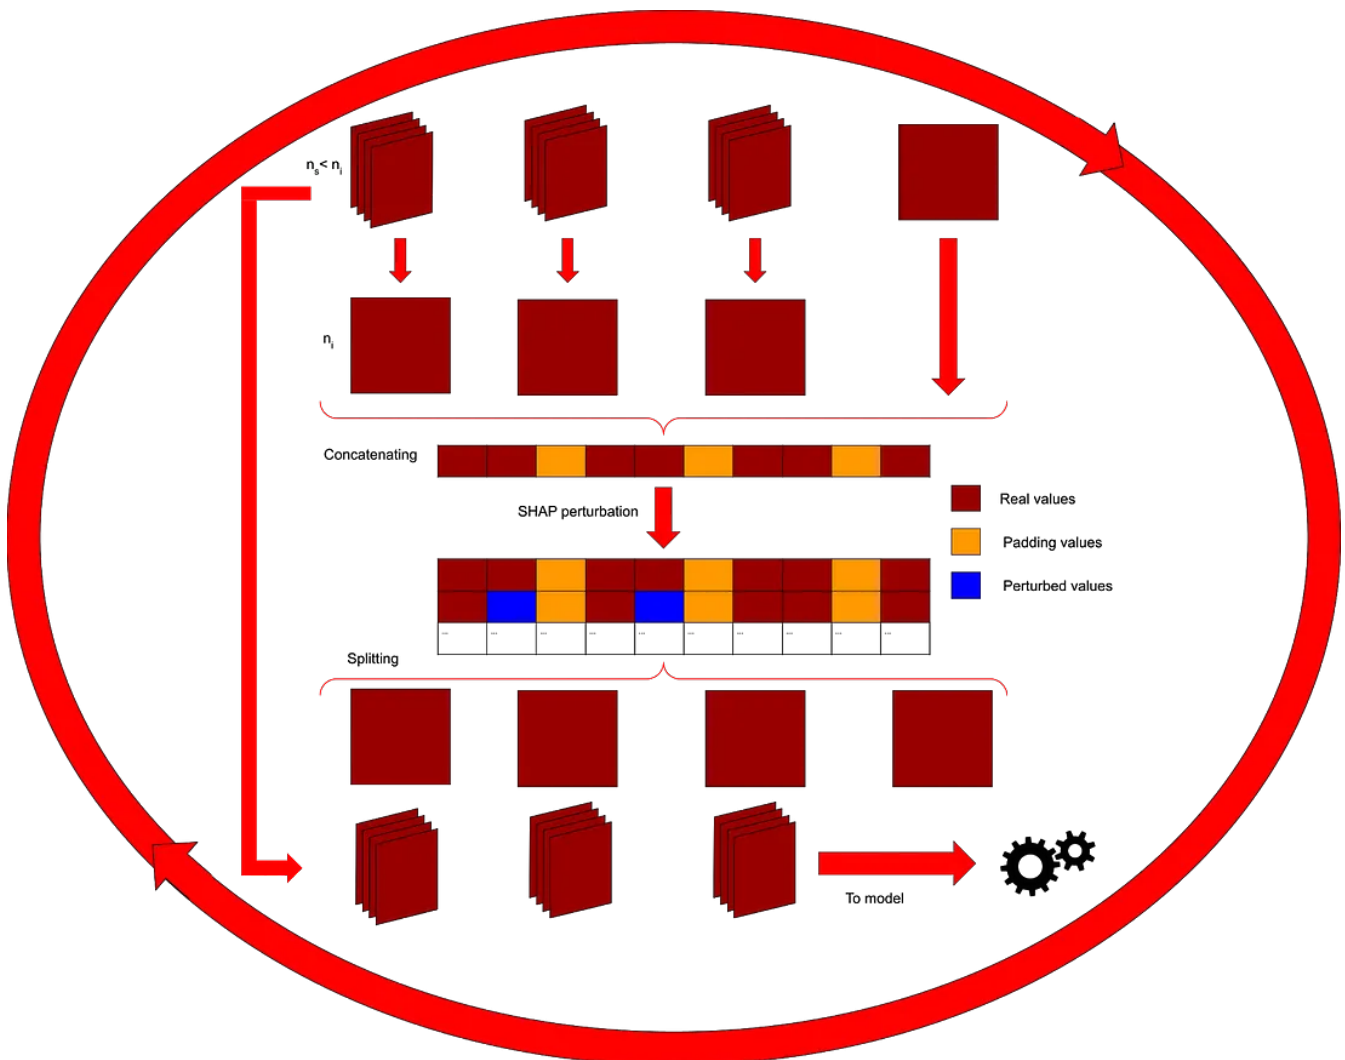 nₛ< nᵢ
nᵢ
Concatenating
SHAP perturbation
Real values
Padding values
Perturbed values
... ... ... ... ... ... ... ... ... ...
Splitting
To model